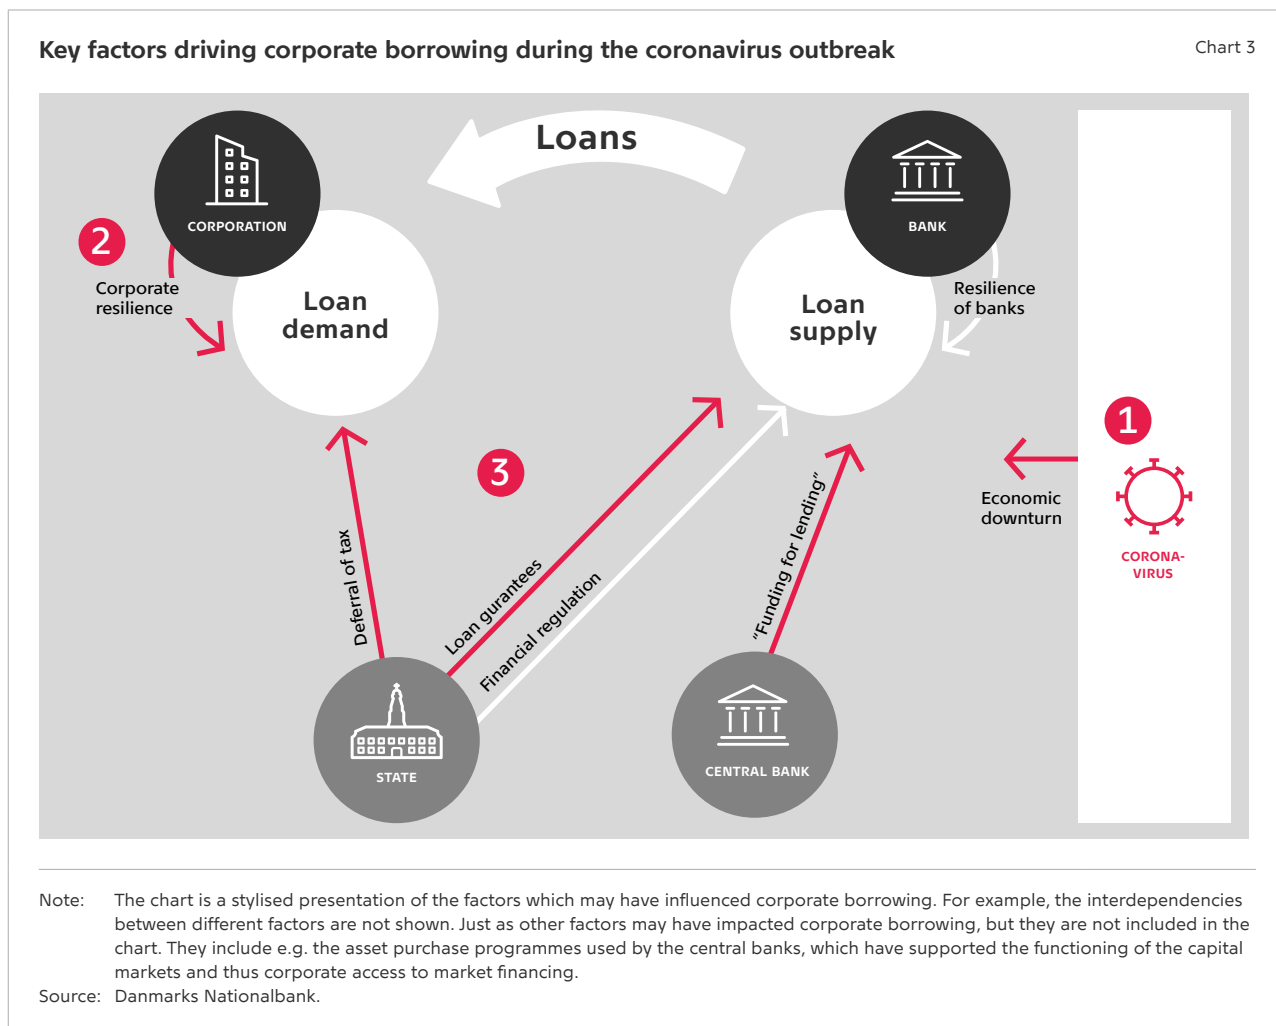 Key factors driving corporate borrowing during the coronavirus outbreak
Chart 3
Loans
CORPORATION
BANK
2
Corporate
resilience
Loan
demand
Loan
supply
Resilience
of banks
1
3
Economic
downturn
CORONA-
VIRUS
Deferral of tax
Loan gurantees
Financial regulation
“Funding for lending”
STATE
CENTRAL BANK
Note: The chart is a stylised presentation of the factors which may have influenced corporate borrowing. For example, the interdependencies
between different factors are not shown. Just as other factors may have impacted corporate borrowing, but they are not included in the
chart. They include e.g. the asset purchase programmes used by the central banks, which have supported the functioning of the capital
markets and thus corporate access to market financing.
Source: Danmarks Nationalbank.